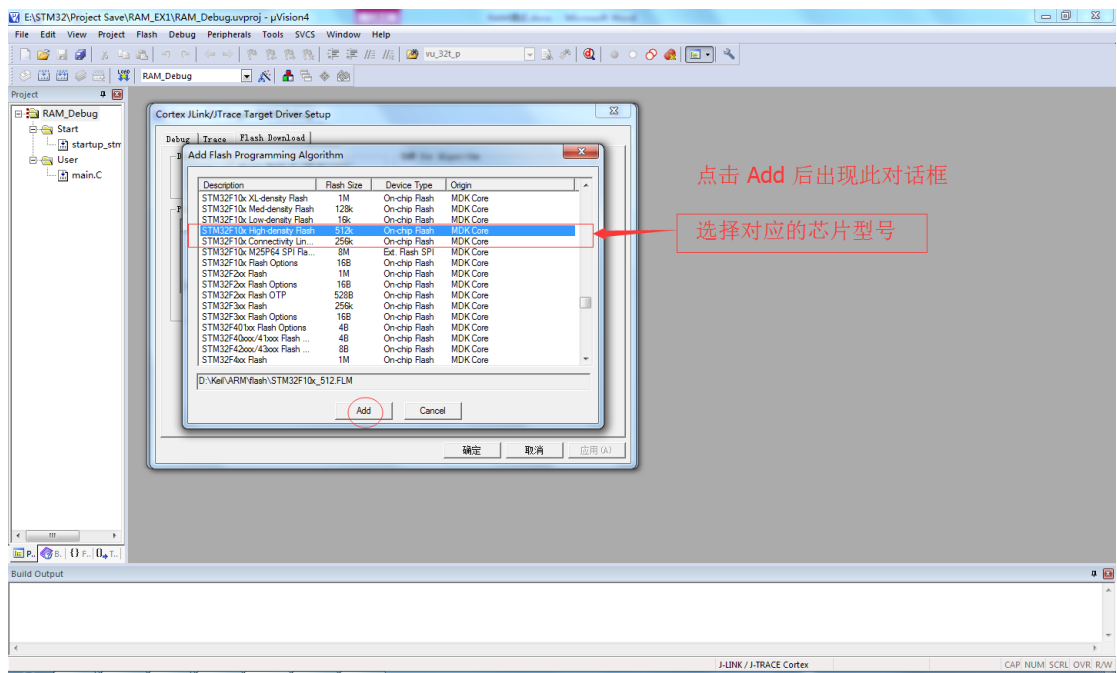 E:\STM32\Project Save\RAM_EX1\RAM_Debug.uvproj - µVision4
File Edit View Project Flash Debug Peripherals Tools SVCS Window Help
vu_32t_p
LOAD RAM_Debug
Project
RAM_Debug
Start
startup_stm
User
main.C
Cortex JLink/JTrace Target Driver Setup
Debug Trace Flash Download
Add Flash Programming Algorithm
Description Flash Size Device Type Origin
STM32F10x XL-density Flash 1M On-chip Flash MDK Core
STM32F10x Med-density Flash 128k On-chip Flash MDK Core
STM32F10x Low-density Flash 16k On-chip Flash MDK Core
STM32F10x High-density Flash 512k On-chip Flash MDK Core
STM32F10x Connectivity Lin... 256k On-chip Flash MDK Core
STM32F10x M25P64 SPI Fla... 8M Ext. Flash SPI MDK Core
STM32F10x Flash Options 16B On-chip Flash MDK Core
STM32F2xx Flash 1M On-chip Flash MDK Core
STM32F2xx Flash Options 16B On-chip Flash MDK Core
STM32F2xx Flash OTP 528B On-chip Flash MDK Core
STM32F3xx Flash 256k On-chip Flash MDK Core
STM32F3xx Flash Options 16B On-chip Flash MDK Core
STM32F401xx Flash Options 4B On-chip Flash MDK Core
STM32F40xxx/41xxx Flash ... 4B On-chip Flash MDK Core
STM32F42xxx/43xxx Flash ... 8B On-chip Flash MDK Core
STM32F4xx Flash 1M On-chip Flash MDK Core
D:\Keil\ARM\flash\STM32F10x_512.FLM
Add Cancel
确定 取消 应用(A)
点击 Add 后出现此对话框
选择对应的芯片型号
P.. B.. {} F.. 0 T..
Build Output
J-LINK / J-TRACE Cortex CAP NUM SCRL OVR R/W